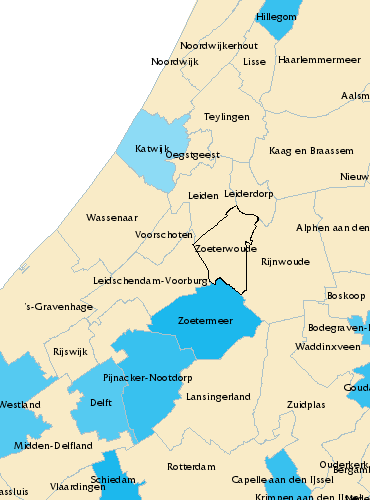 Hillegom
Noordwijkerhout
Noordwijk
Lisse
Haarlemmermeer
Aalsm
Teylingen
Katwijk
Oegstgeest
Kaag en Braassem
Nieuw
Leiden
Leiderdorp
Wassenaar
Voorschoten
Alphen aan den
Zoeterwoude
Rijnwoude
Leidschendam-Voorburg
Boskoop
's-Gravenhage
Zoetermeer
Bodegraven-
Waddinxveen
Rijswijk
Pijnacker-Nootdorp
Gouda
Westland
Delft
Lansingerland
Zuidplas
Midden-Delfland
Ouderkerk
Rotterdam
Bergam
assluis
Vlaardingen
Schiedam
Capelle aan den IJssel
Krimpen aan den IJssel